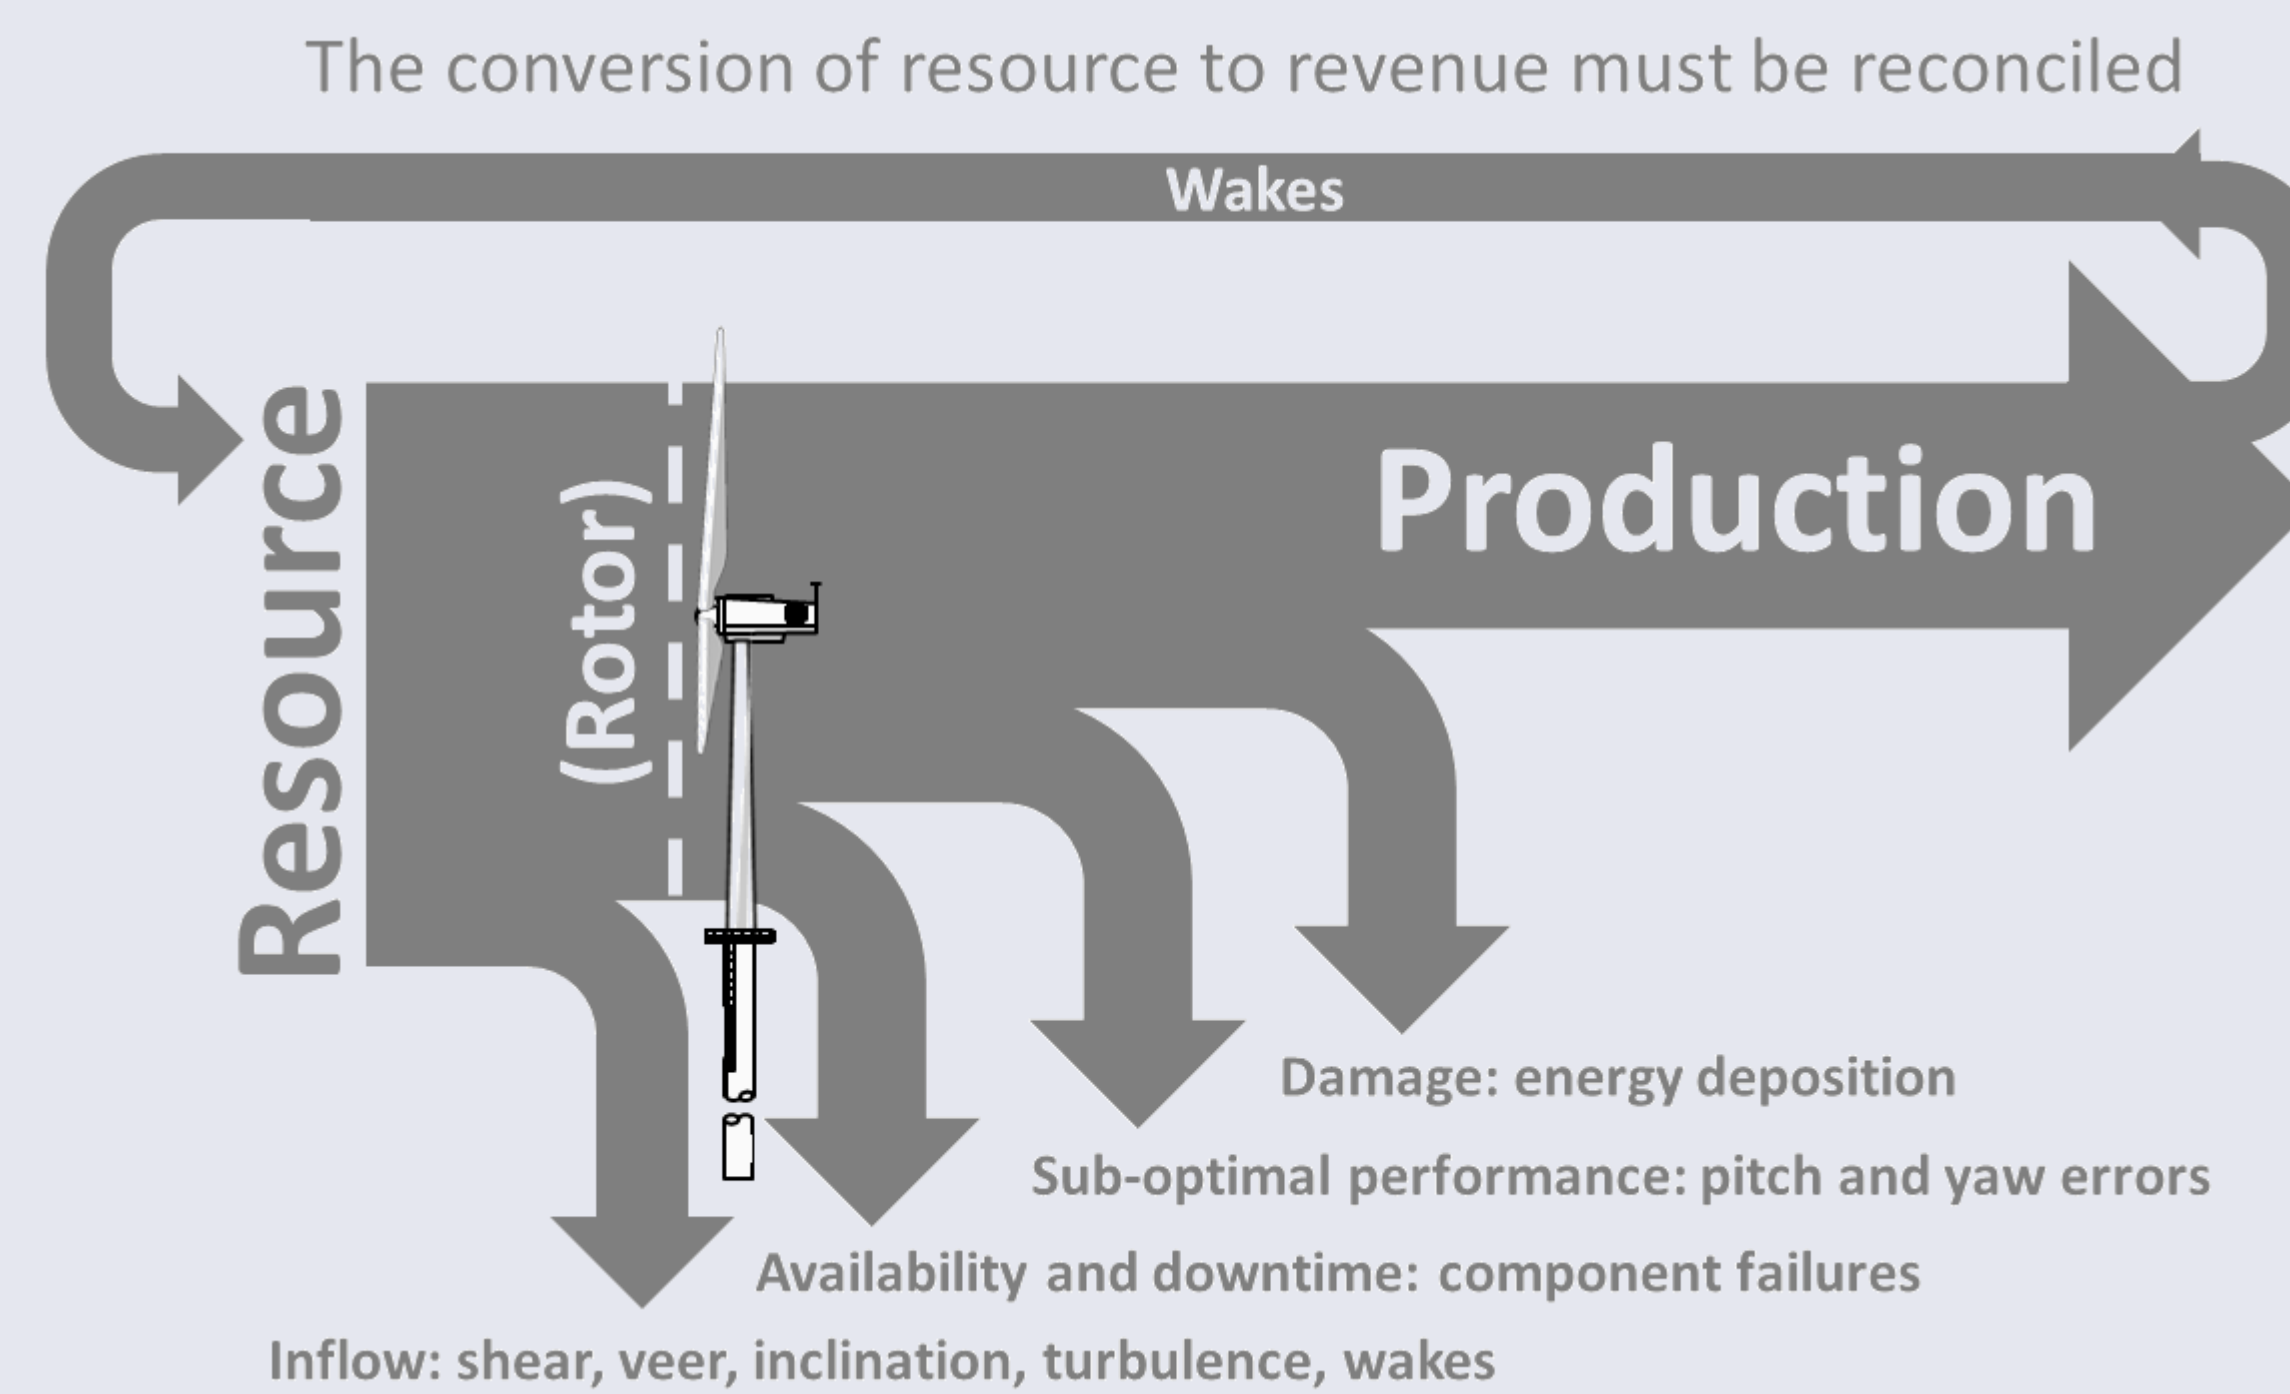 The conversion of resource to revenue must be reconciled
Wakes
Resource
(Rotor)
Production
Damage: energy deposition
Sub-optimal performance: pitch and yaw errors
Availability and downtime: component failures
Inflow: shear, veer, inclination, turbulence, wakes